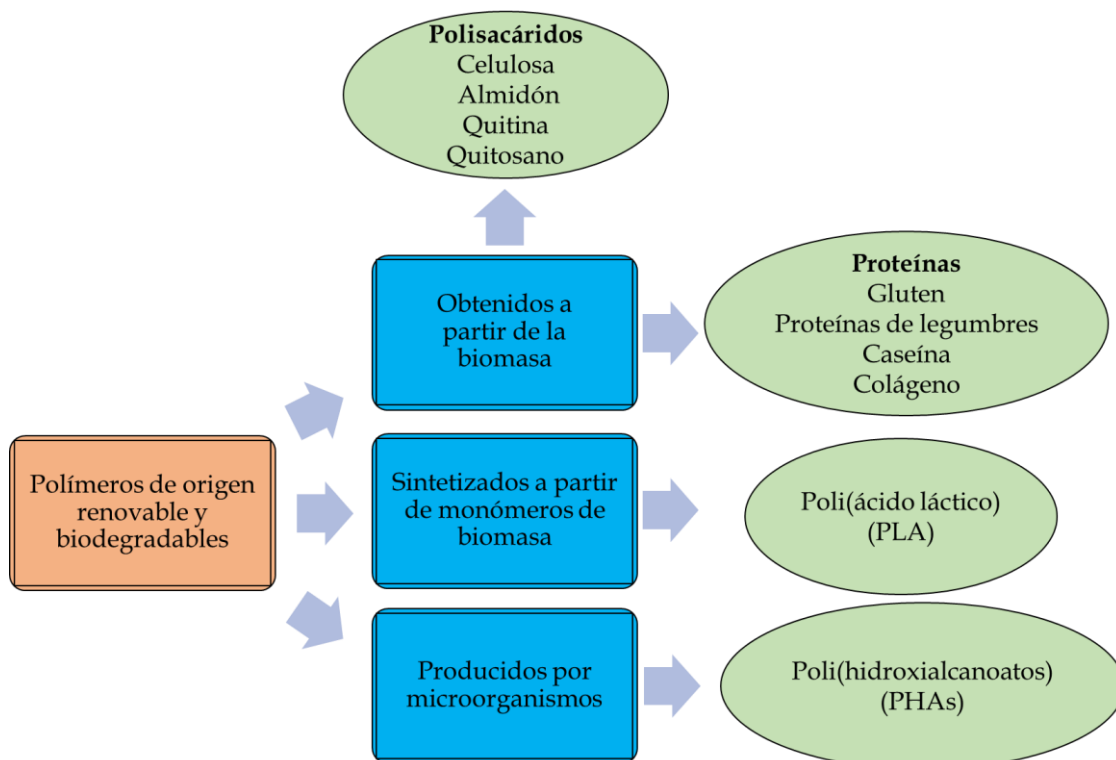 Polisacáridos
Celulosa
Almidón
Quitina
Quitosano
Obtenidos a
partir de la
biomasa
Proteínas
Gluten
Proteínas de legumbres
Caseína
Colágeno
Polímeros de origen
renovable y
biodegradables
Sintetizados a partir
de monómeros de
biomasa
Poli(ácido láctico)
(PLA)
Producidos por
microorganismos
Poli(hidroxialcanoatos)
(PHAs)